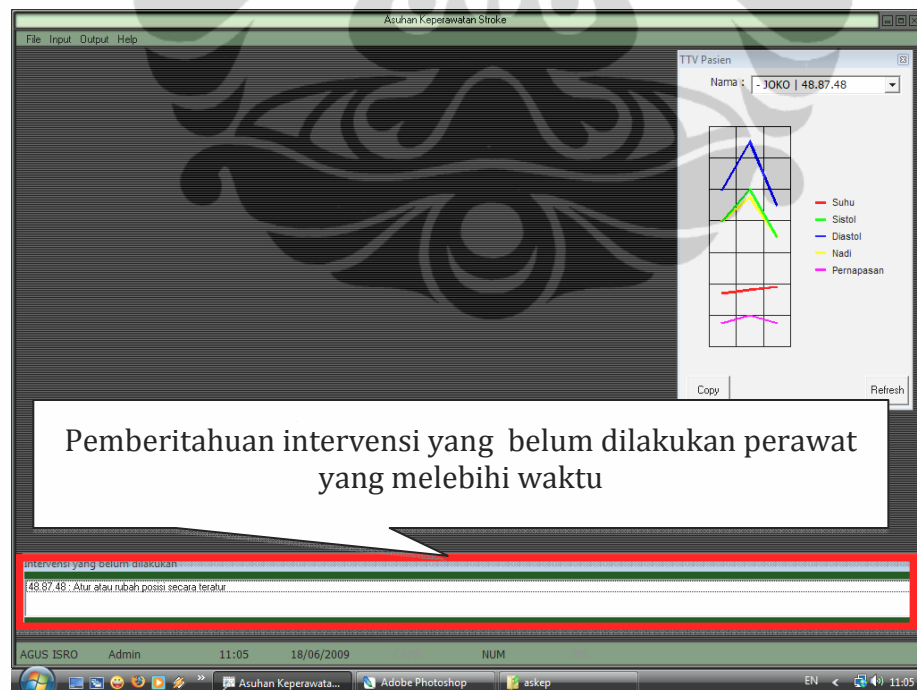 Asuhan Keperawatan Stroke
File Input Output Help
TTV Pasien
Nama : - JOKO | 48.87.48
Suhu
Sistol
Diastol
Nadi
Pernapasan
Copy Refresh
Pemberitahuan intervensi yang belum dilakukan perawat
yang melebihi waktu
Intervensi yang belum dilakukan
[48.87.48 : Atur atau rubah posisi secara teratur
AGUS ISRO Admin 11:05 18/06/2009 NUM
Asuhan Keperawata... Adobe Photoshop askep EN 11:05